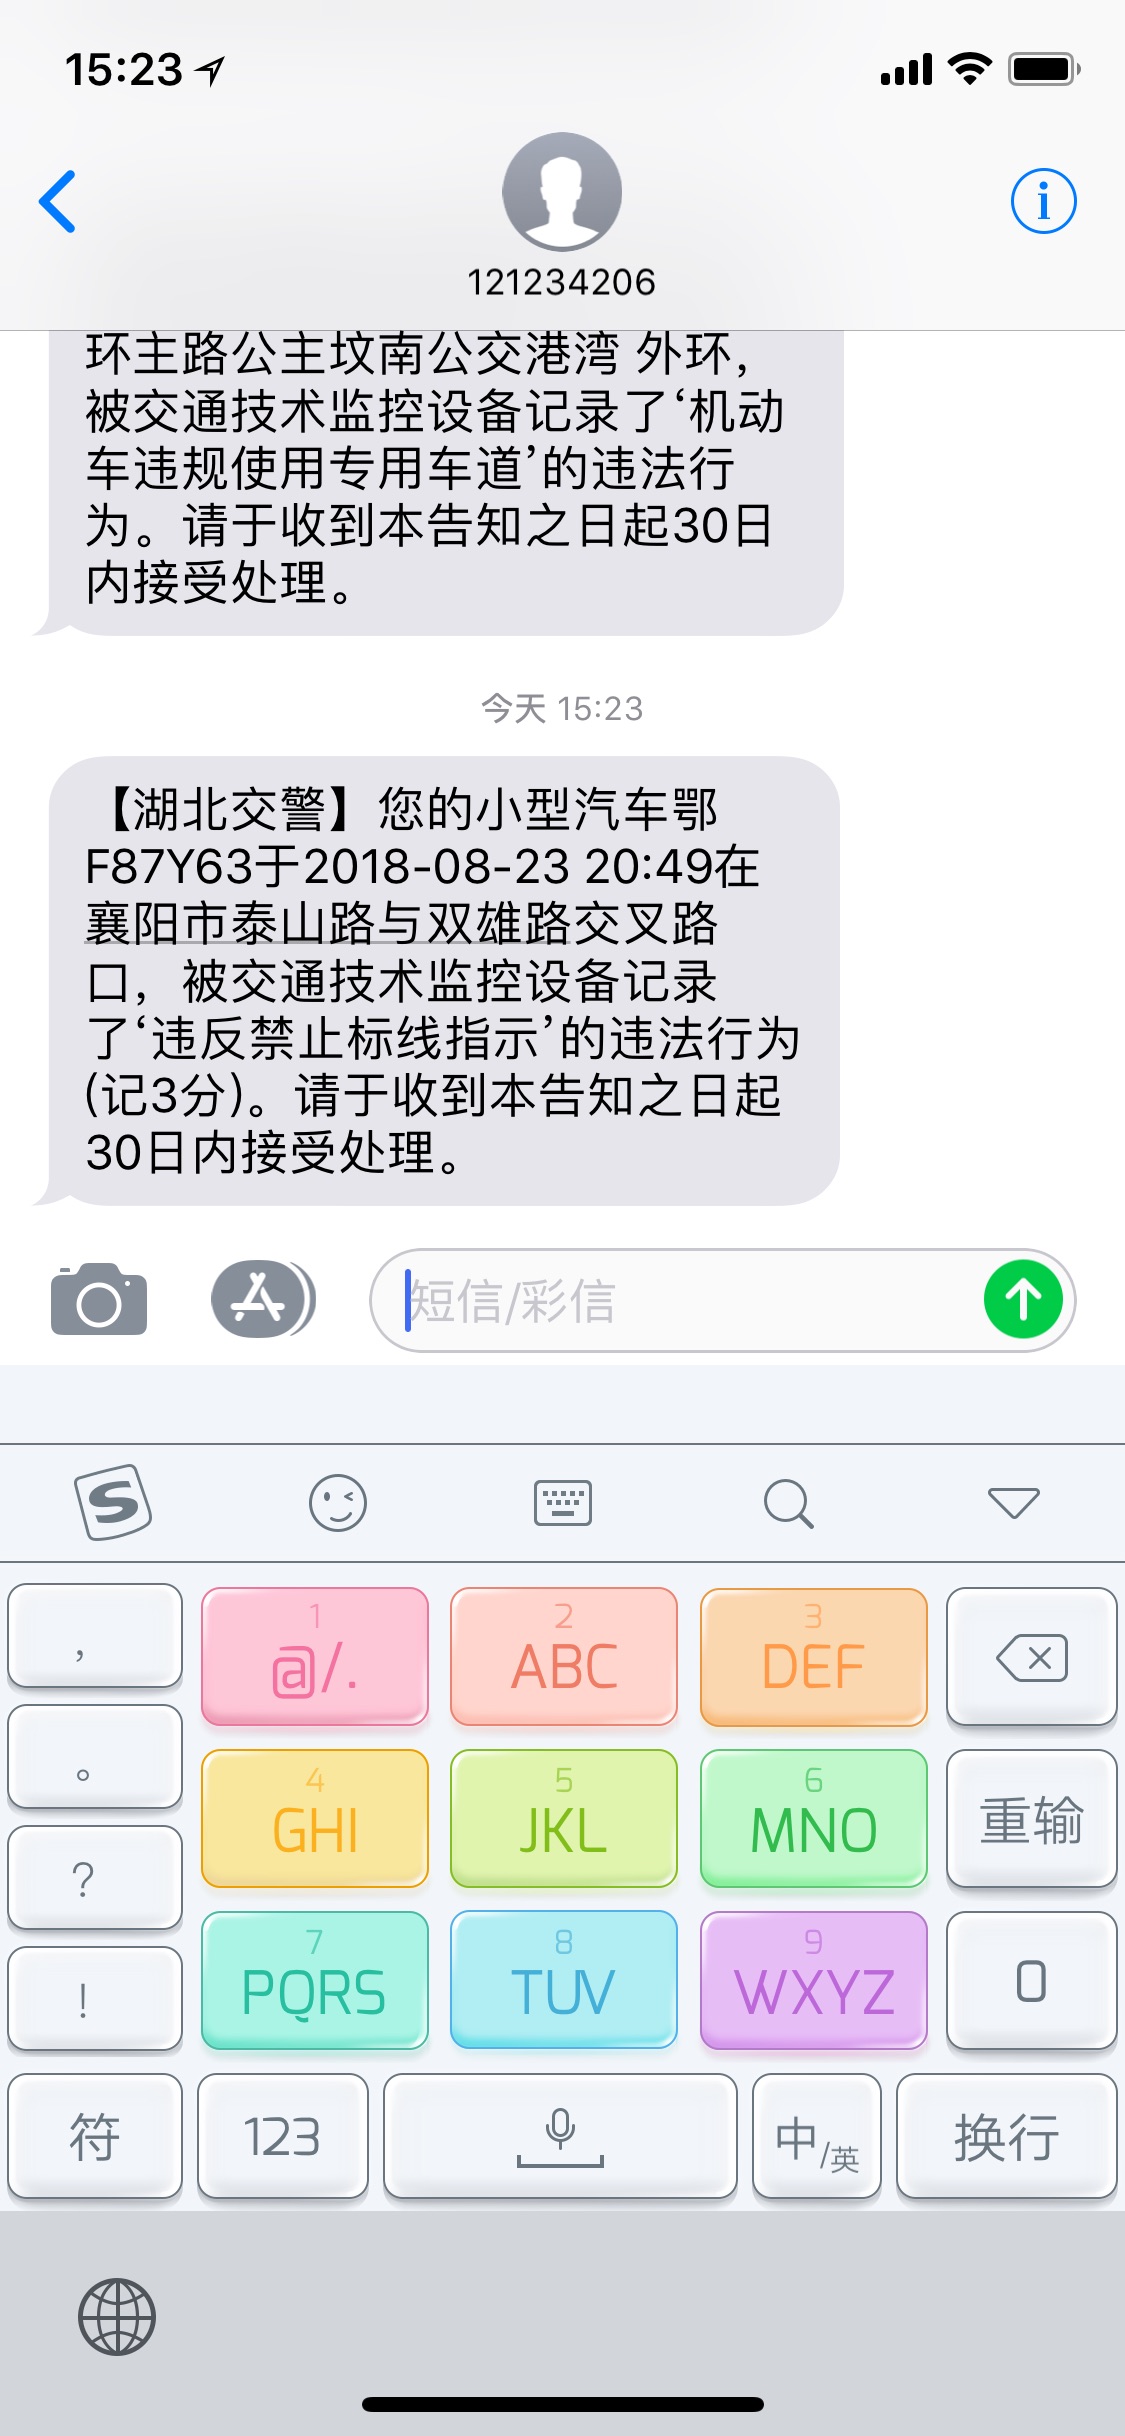 15:23
121234206
环主路公主坟南公交港湾 外环，
被交通技术监控设备记录了‘机动
车违规使用专用车道’的违法行
为。请于收到本告知之日起30日
内接受处理。
今天 15:23
【湖北交警】您的小型汽车鄂
F87Y63于2018-08-23 20:49在
襄阳市泰山路与双雄路交叉路
口，被交通技术监控设备记录
了‘违反禁止标线指示’的违法行为
(记3分)。请于收到本告知之日起
30日内接受处理。
短信/彩信
，
1
@/.
2
ABC
3
DEF
。
4
GHI
5
JKL
6
MNO
重输
?
7
PQRS
8
TUV
9
WXYZ
0
!
符
123
中/英
换行